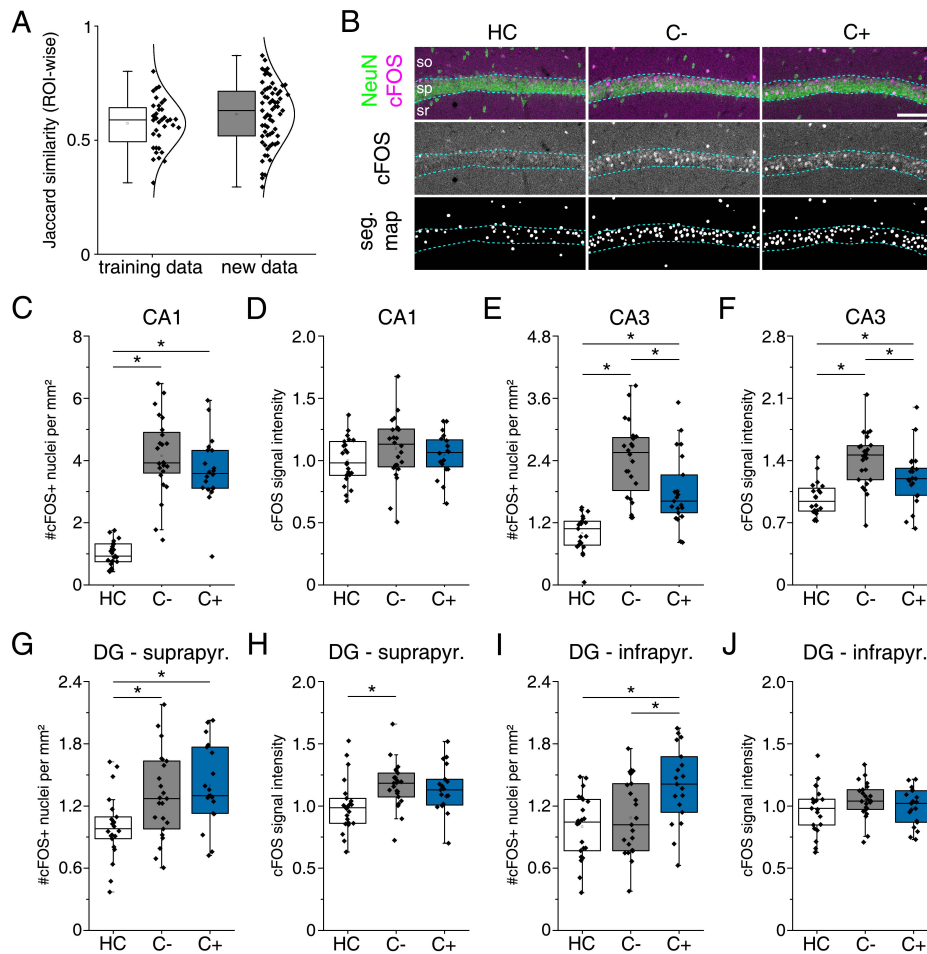 A
Jaccard similarity (ROI-wise)
1
0.5
0
training data
new data
B
HC
C-
C+
NeuN
cFOS
so
sp
sr
cFOS
seg.
map
C
CA1
#cFOS+ nuclei per mm²
8
6
4
2
0
*
*
HC
C-
C+
D
CA1
cFOS signal intensity
2.0
1.5
1.0
0.5
0
HC
C-
C+
E
CA3
#cFOS+ nuclei per mm²
4.8
3.6
2.4
1.2
0
*
*
*
HC
C-
C+
F
CA3
cFOS signal intensity
2.8
2.1
1.4
0.7
0
*
*
*
HC
C-
C+
G
DG - suprapyr.
#cFOS+ nuclei per mm²
2.4
1.8
1.2
0.6
0
*
*
HC
C-
C+
H
DG - suprapyr.
cFOS signal intensity
2.0
1.5
1.0
0.5
0
*
HC
C-
C+
I
DG - infrapyr.
#cFOS+ nuclei per mm²
2.4
1.8
1.2
0.6
0
*
*
HC
C-
C+
J
DG - infrapyr.
cFOS signal intensity
2.0
1.5
1.0
0.5
0
HC
C-
C+